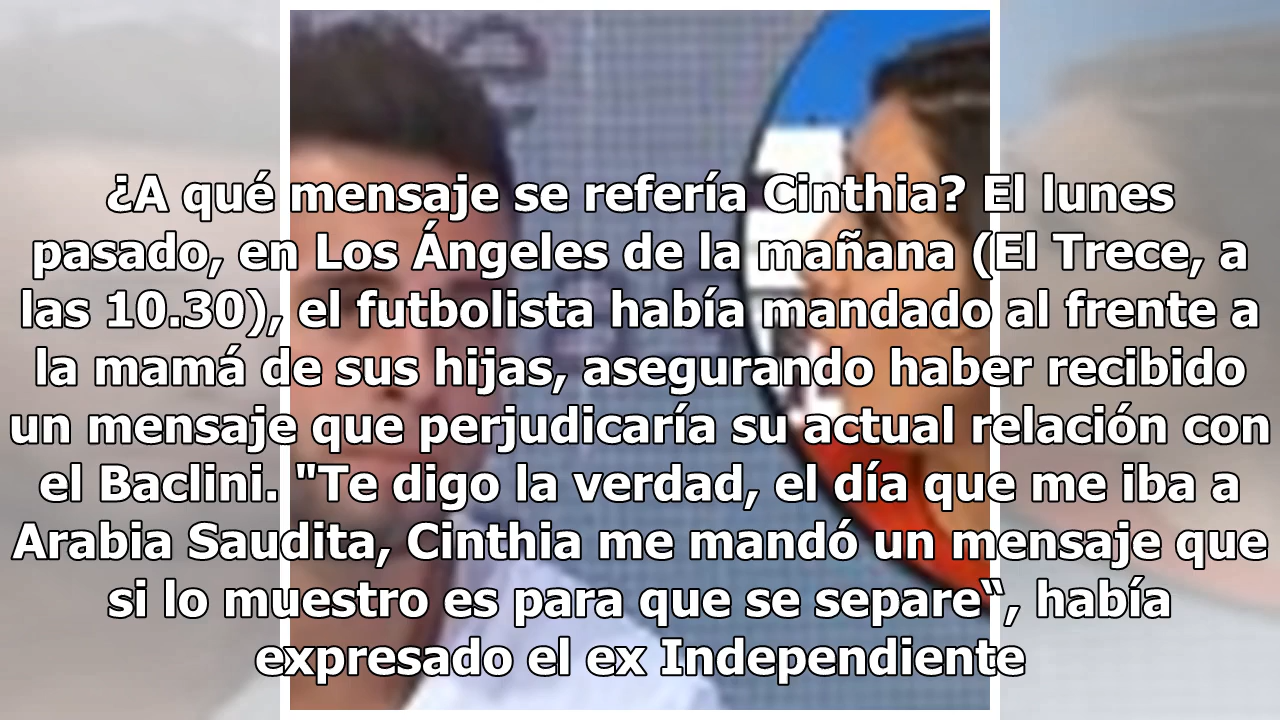 ¿A qué mensaje se refería Cinthia? El lunes
pasado, en Los Ángeles de la mañana (El Trece, a
las 10.30), el futbolista había mandado al frente a
la mamá de sus hijas, asegurando haber recibido
un mensaje que perjudicaría su actual relación con
el Baclini. "Te digo la verdad, el día que me iba a
Arabia Saudita, Cinthia me mandó un mensaje que
si lo muestro es para que se separe“, había
expresado el ex Independiente